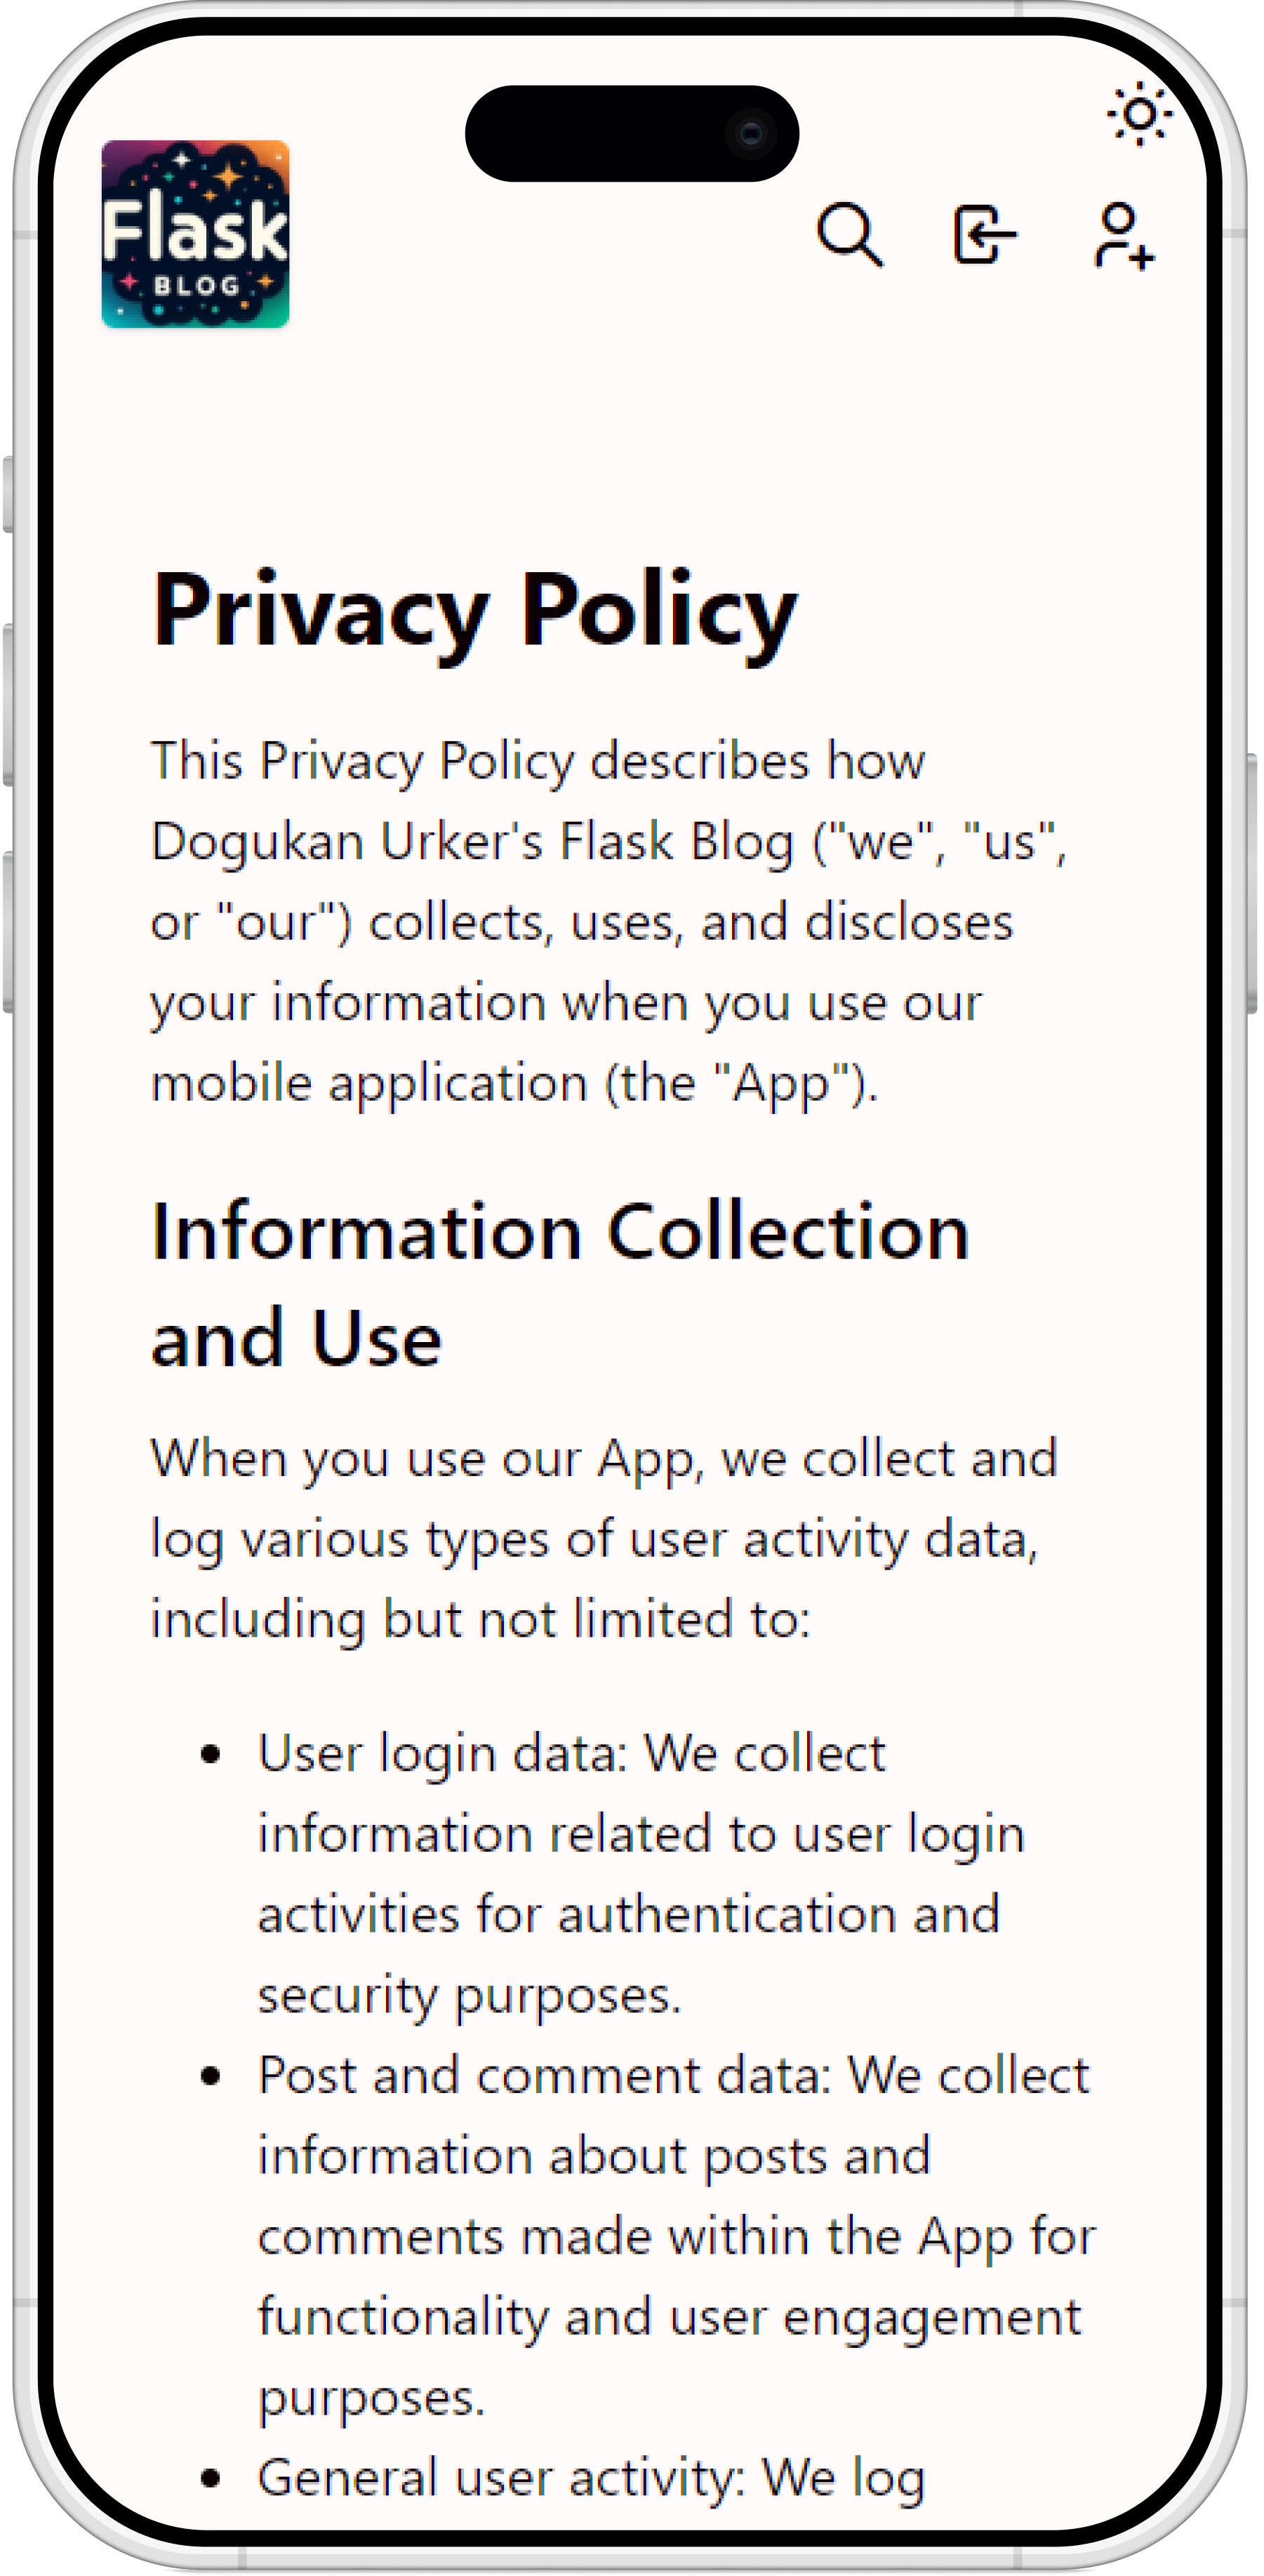 Flask
BLOG
Privacy Policy
This Privacy Policy describes how
Dogukan Urker's Flask Blog ("we", "us",
or "our") collects, uses, and discloses
your information when you use our
mobile application (the "App").
Information Collection
and Use
When you use our App, we collect and
log various types of user activity data,
including but not limited to:
• User login data: We collect
information related to user login
activities for authentication and
security purposes.
• Post and comment data: We collect
information about posts and
comments made within the App for
functionality and user engagement
purposes.
• General user activity: We log